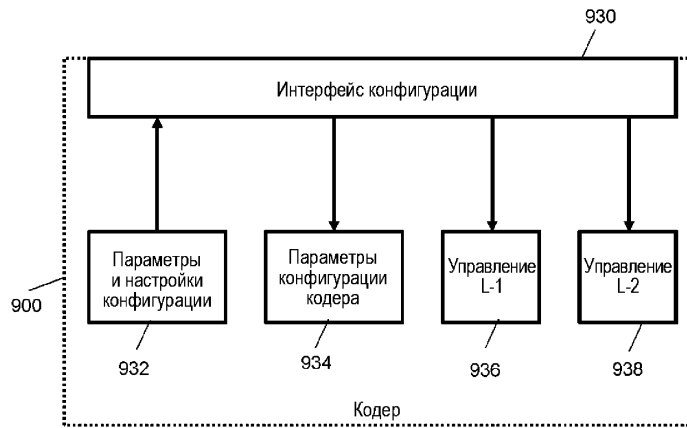 930
Интерфейс конфигурации
Параметры
и настройки
конфигурации
Параметры
конфигурации
кодера
Управление
L-1
Управление
L-2
900
932
934
936
938
Кодер